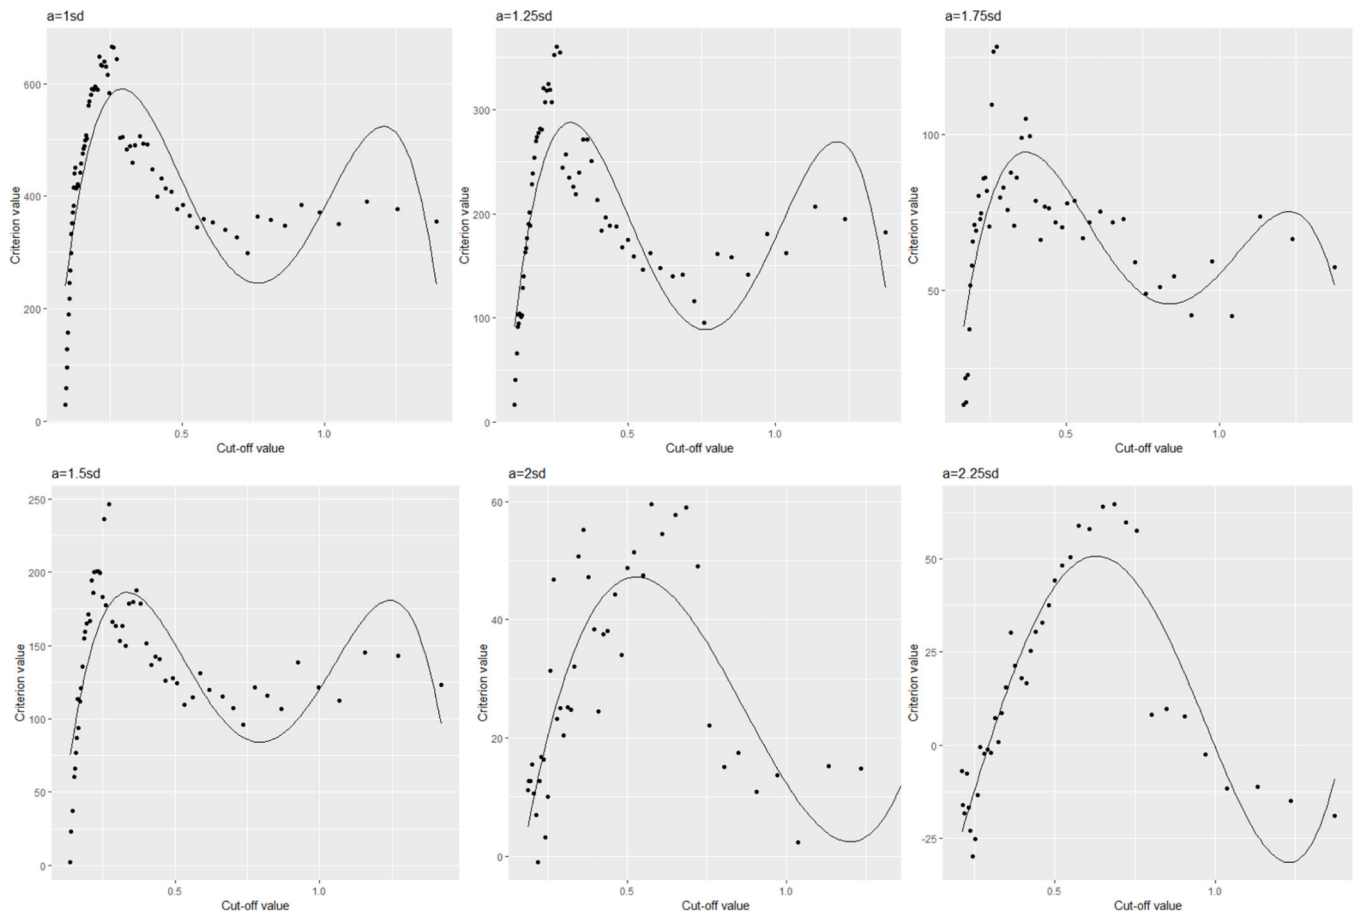 a=1sd
600
400
200
0
Criterion value
0.5 1.0
Cut-off value
a=1.25sd
300
200
100
0
Criterion value
0.5 1.0
Cut-off value
a=1.75sd
100
50
Criterion value
0.5 1.0
Cut-off value
a=1.5sd
250
200
150
100
50
0
Criterion value
0.5 1.0
Cut-off value
a=2sd
60
40
20
0
Criterion value
0.5 1.0
Cut-off value
a=2.25sd
50
25
0
-25
Criterion value
0.5 1.0
Cut-off value